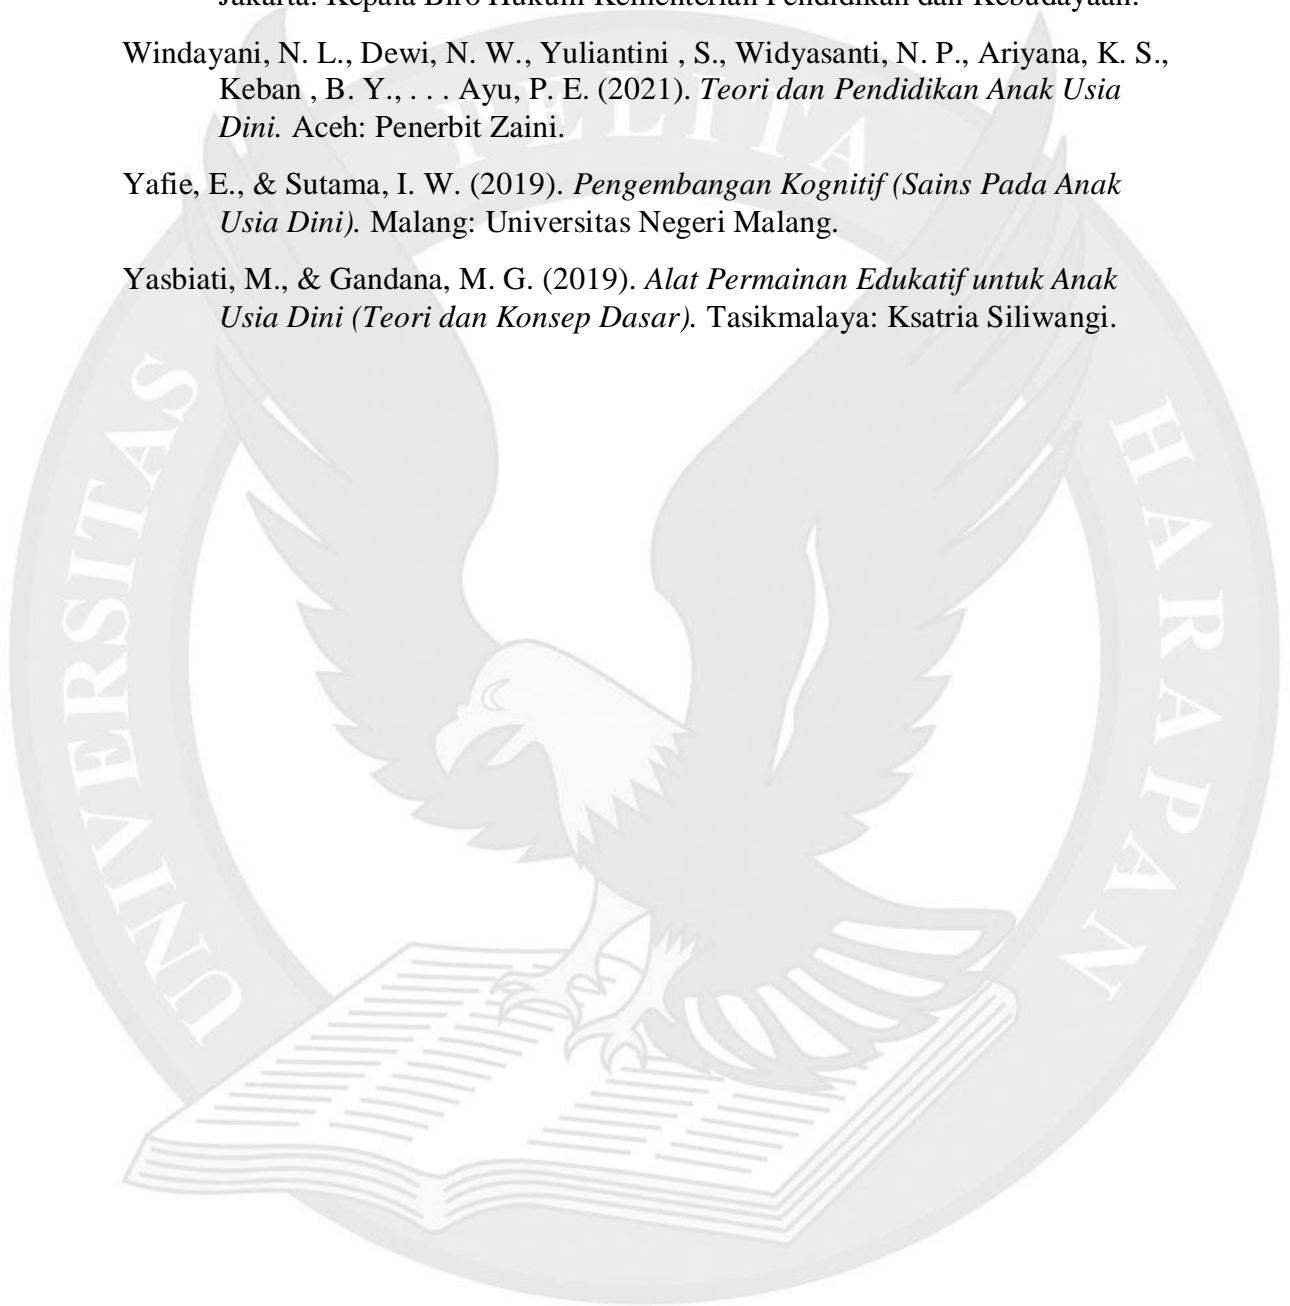 Jakarta: Kepala Biro Hukum Kementerian Pendidikan dan Kebudayaan.
Windayani, N. L., Dewi, N. W., Yuliantini , S., Widyasanti, N. P., Ariyana, K. S.,
Keban , B. Y., . . . Ayu, P. E. (2021). Teori dan Pendidikan Anak Usia
Dini. Aceh: Penerbit Zaini.
Yafie, E., & Sutama, I. W. (2019). Pengembangan Kognitif (Sains Pada Anak
Usia Dini). Malang: Universitas Negeri Malang.
Yasbiati, M., & Gandana, M. G. (2019). Alat Permainan Edukatif untuk Anak
Usia Dini (Teori dan Konsep Dasar). Tasikmalaya: Ksatria Siliwangi.
UNIVERSITAS
PELITA
HARAPAN